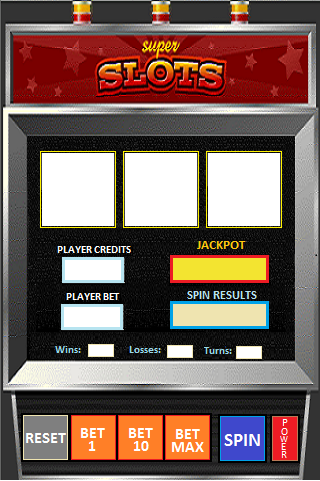 super
SLOTS
PLAYER CREDITS
JACKPOT
PLAYER BET
SPIN RESULTS
Wins:
Losses:
Turns:
RESET
BET
1
BET
10
BET
MAX
SPIN
POWER